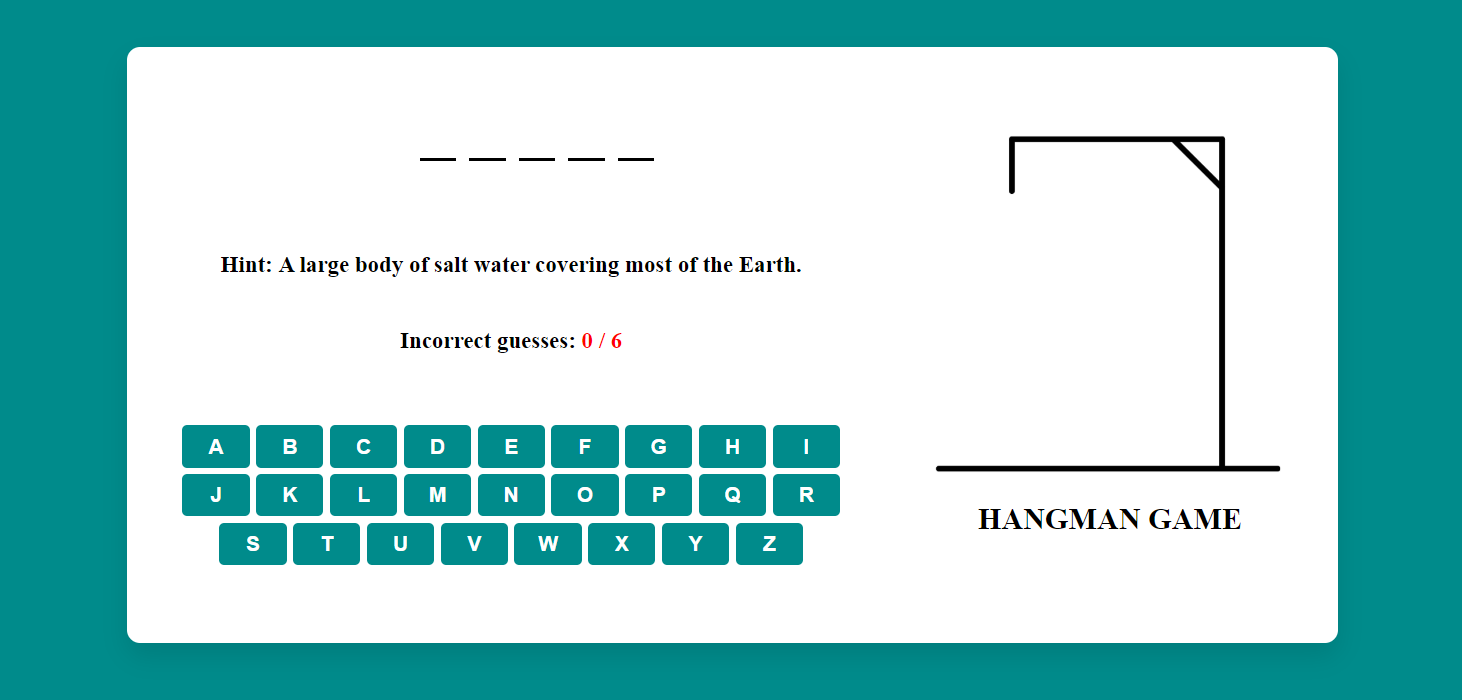 Hint: A large body of salt water covering most of the Earth.
Incorrect guesses: 0 / 6
A B C D E F G H I
J K L M N O P Q R
S T U V W X Y Z
HANGMAN GAME